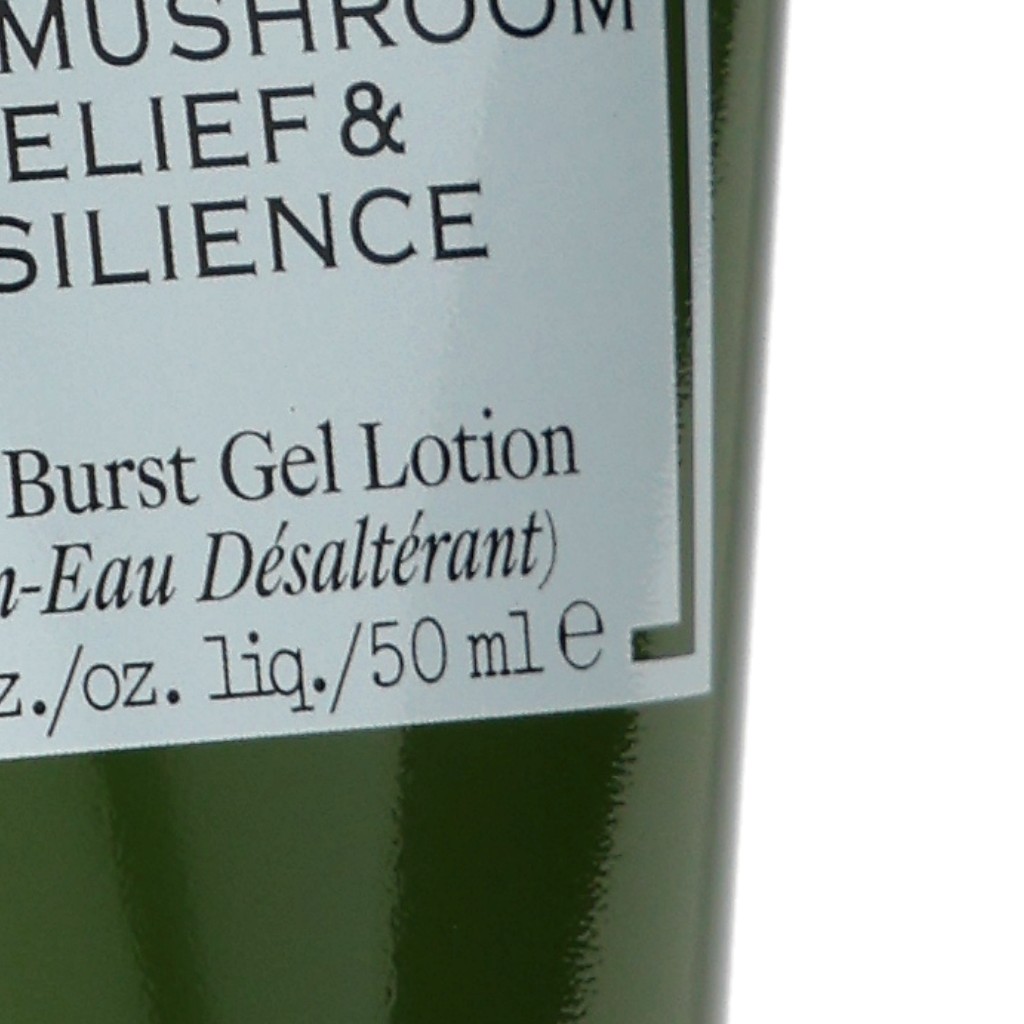 MUSHROOM
ELIEF &
SILIENCE
Burst Gel Lotion
n-Eau Désaltérant)
z./oz. liq./50 ml e